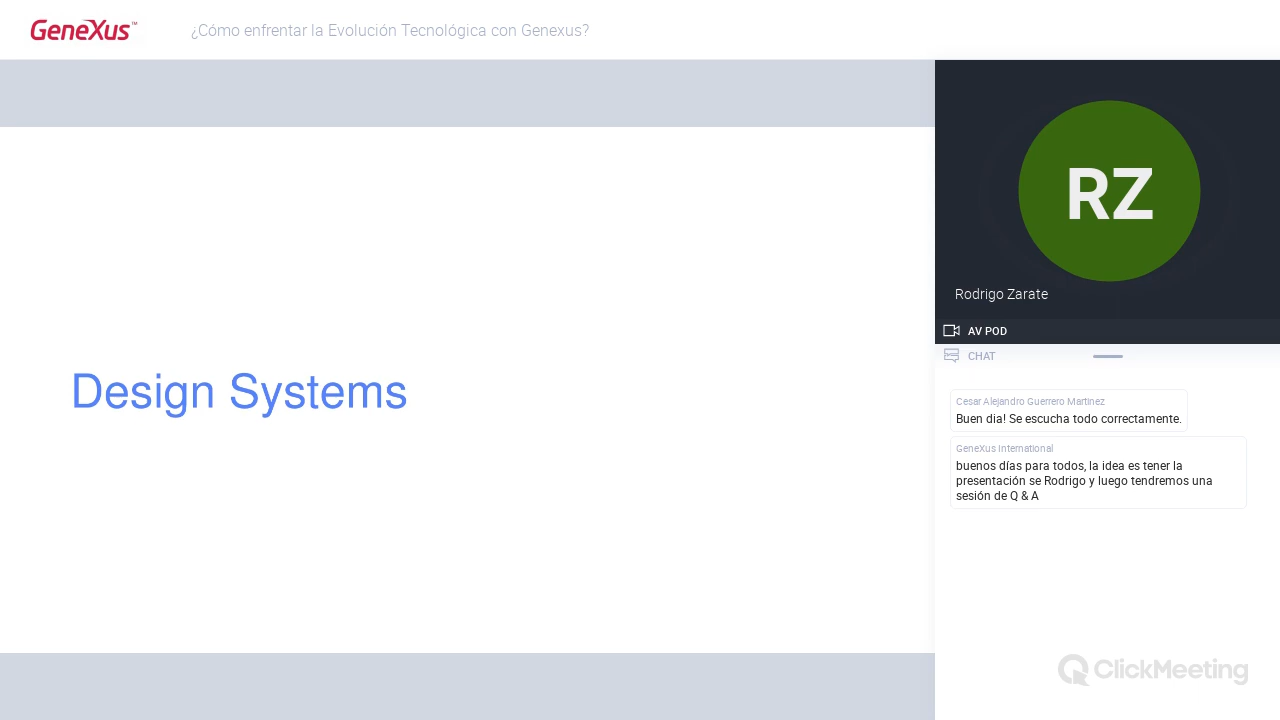 GeneXus™
¿Cómo enfrentar la Evolución Tecnológica con Genexus?
Design Systems
RZ
Rodrigo Zarate
AV POD
CHAT
Cesar Alejandro Guerrero Martinez
Buen dia! Se escucha todo correctamente.
GeneXus International
buenos días para todos, la idea es tener la
presentación se Rodrigo y luego tendremos una
sesión de Q & A
ClickMeeting